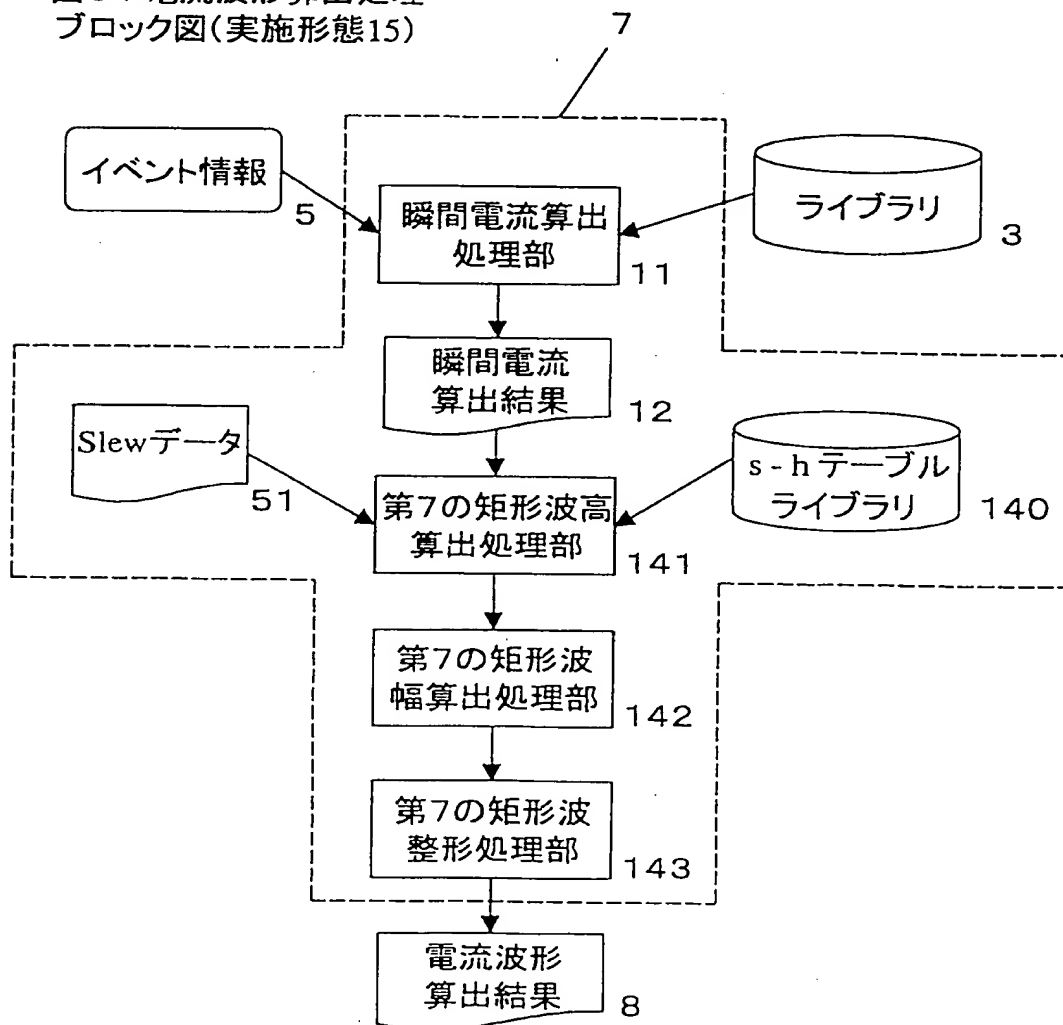 ブロック図(実施形態15)
7
イベント情報
5
瞬間電流算出
処理部
11
ライブラリ
3
瞬間電流
算出結果
12
Slewデータ
51
第7の矩形波高
算出処理部
141
s-hテーブル
ライブラリ
140
第7の矩形波
幅算出処理部
142
第7の矩形波
整形処理部
143
電流波形
算出結果
8